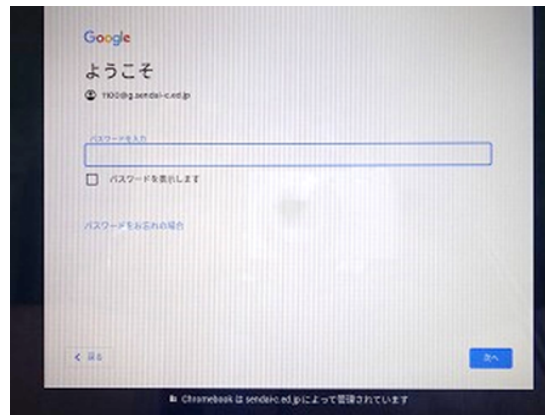 Google
ようこそ
1100@g.sendai-c.ed.jp
パスワードを入力
パスワードを表示します
パスワードをお忘れの場合
戻る
次へ
Chromebook は sendai-c.ed.jp によって管理されています